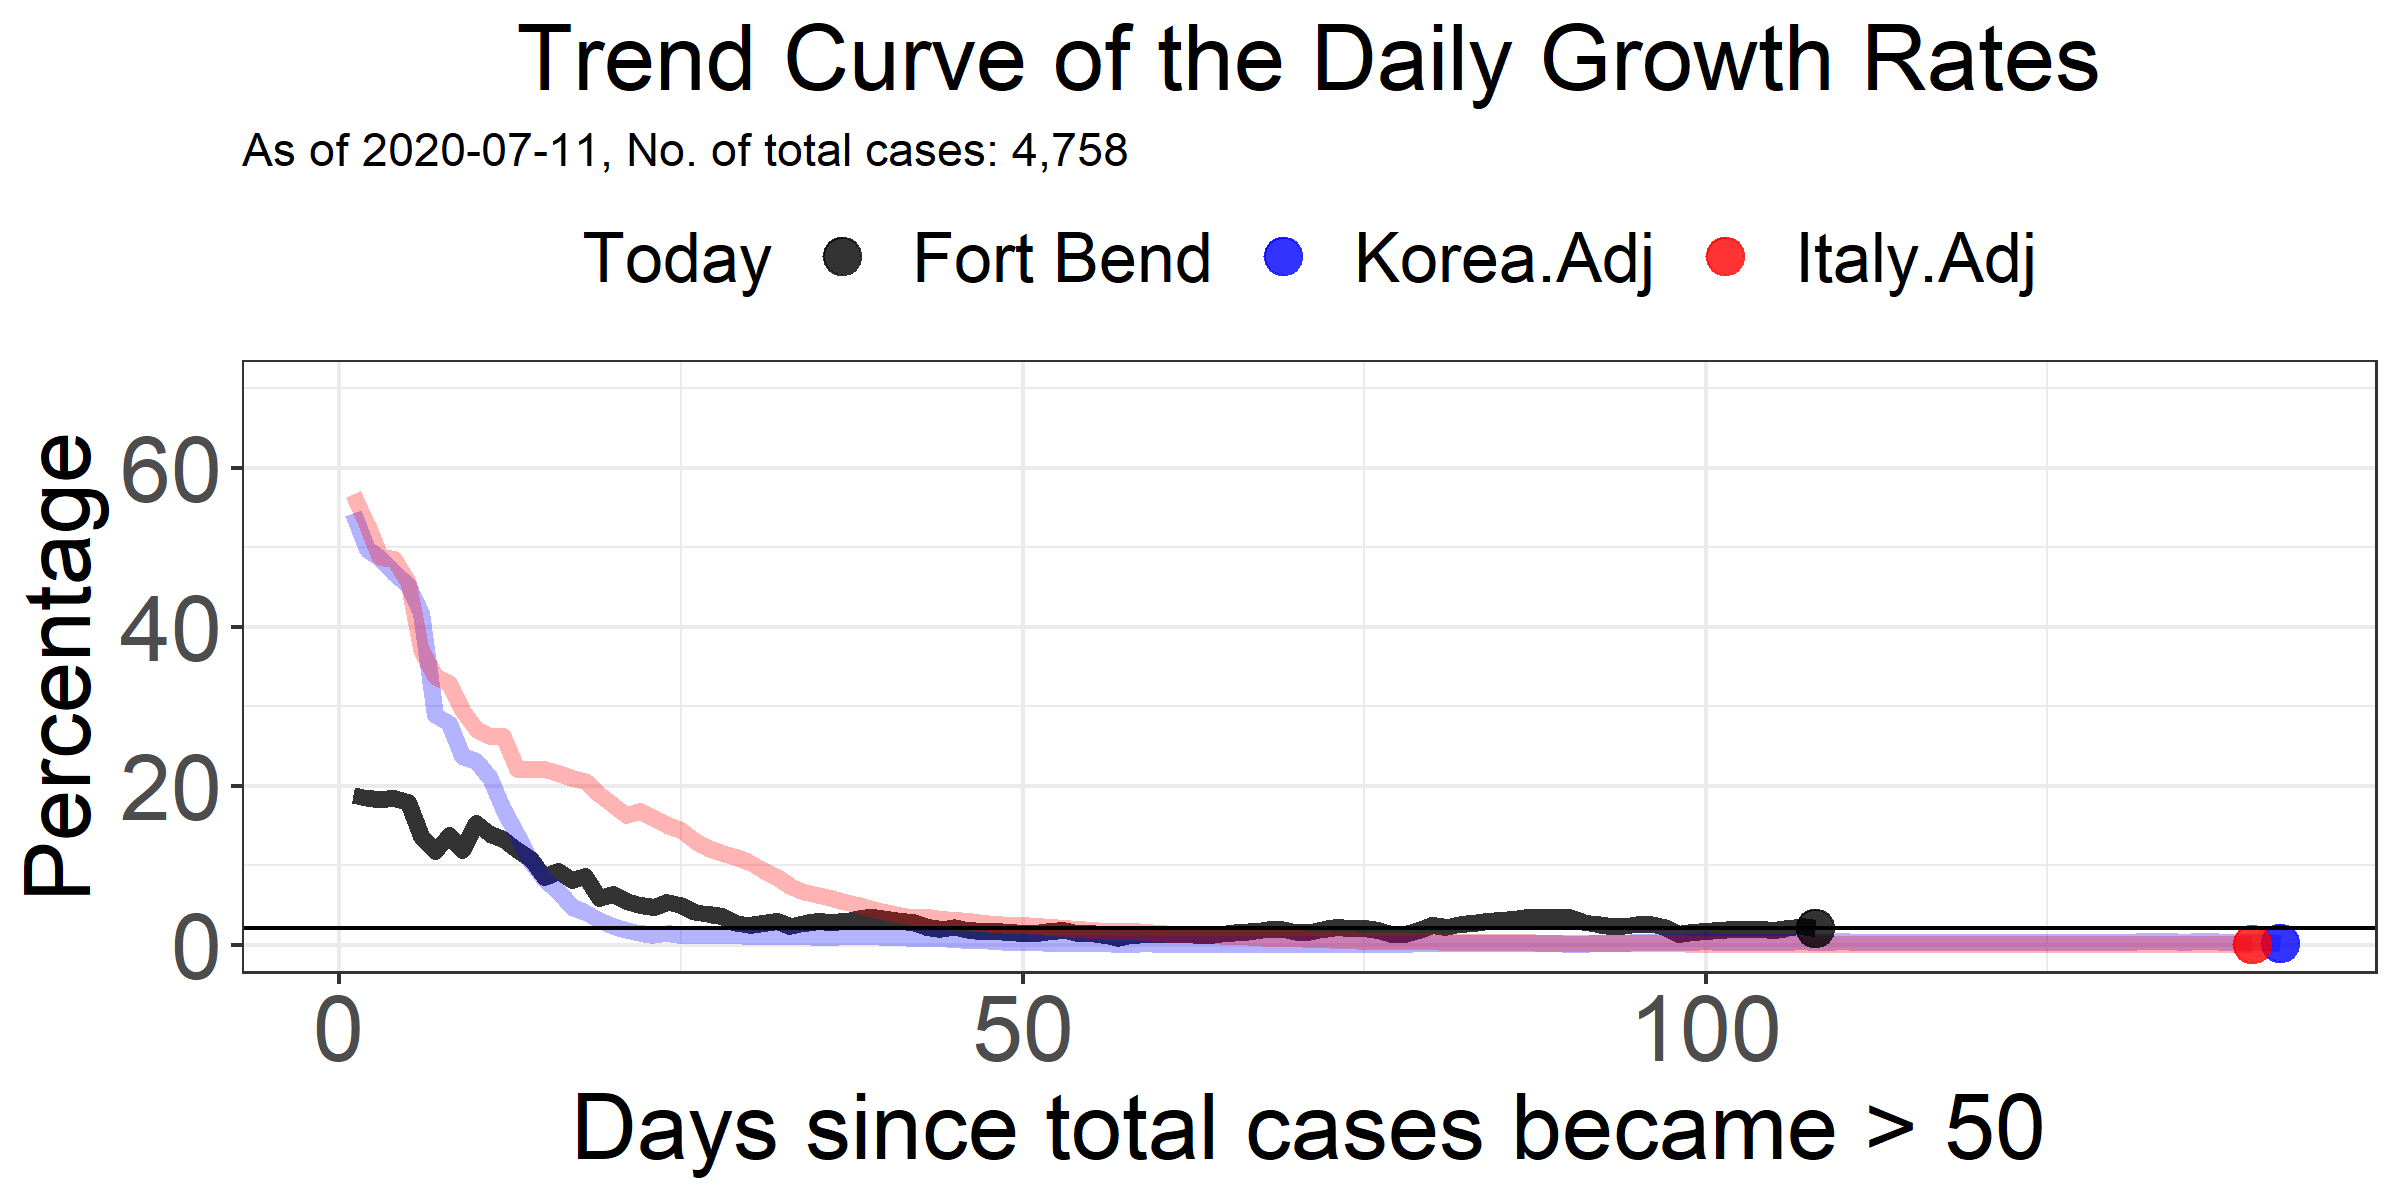 Trend Curve of the Daily Growth Rates
As of 2020-07-11, No. of total cases: 4,758
Today Fort Bend Korea.Adj Italy.Adj
Percentage
60
40
20
0
0 50 100
Days since total cases became > 50